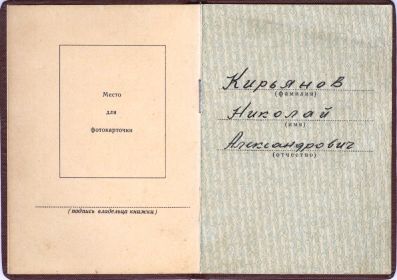 Место
для
фотокарточки
(подпись владельца книжки)
Кирьянов
(фамилия)
Николай
(имя)
Александрович
(отчество)